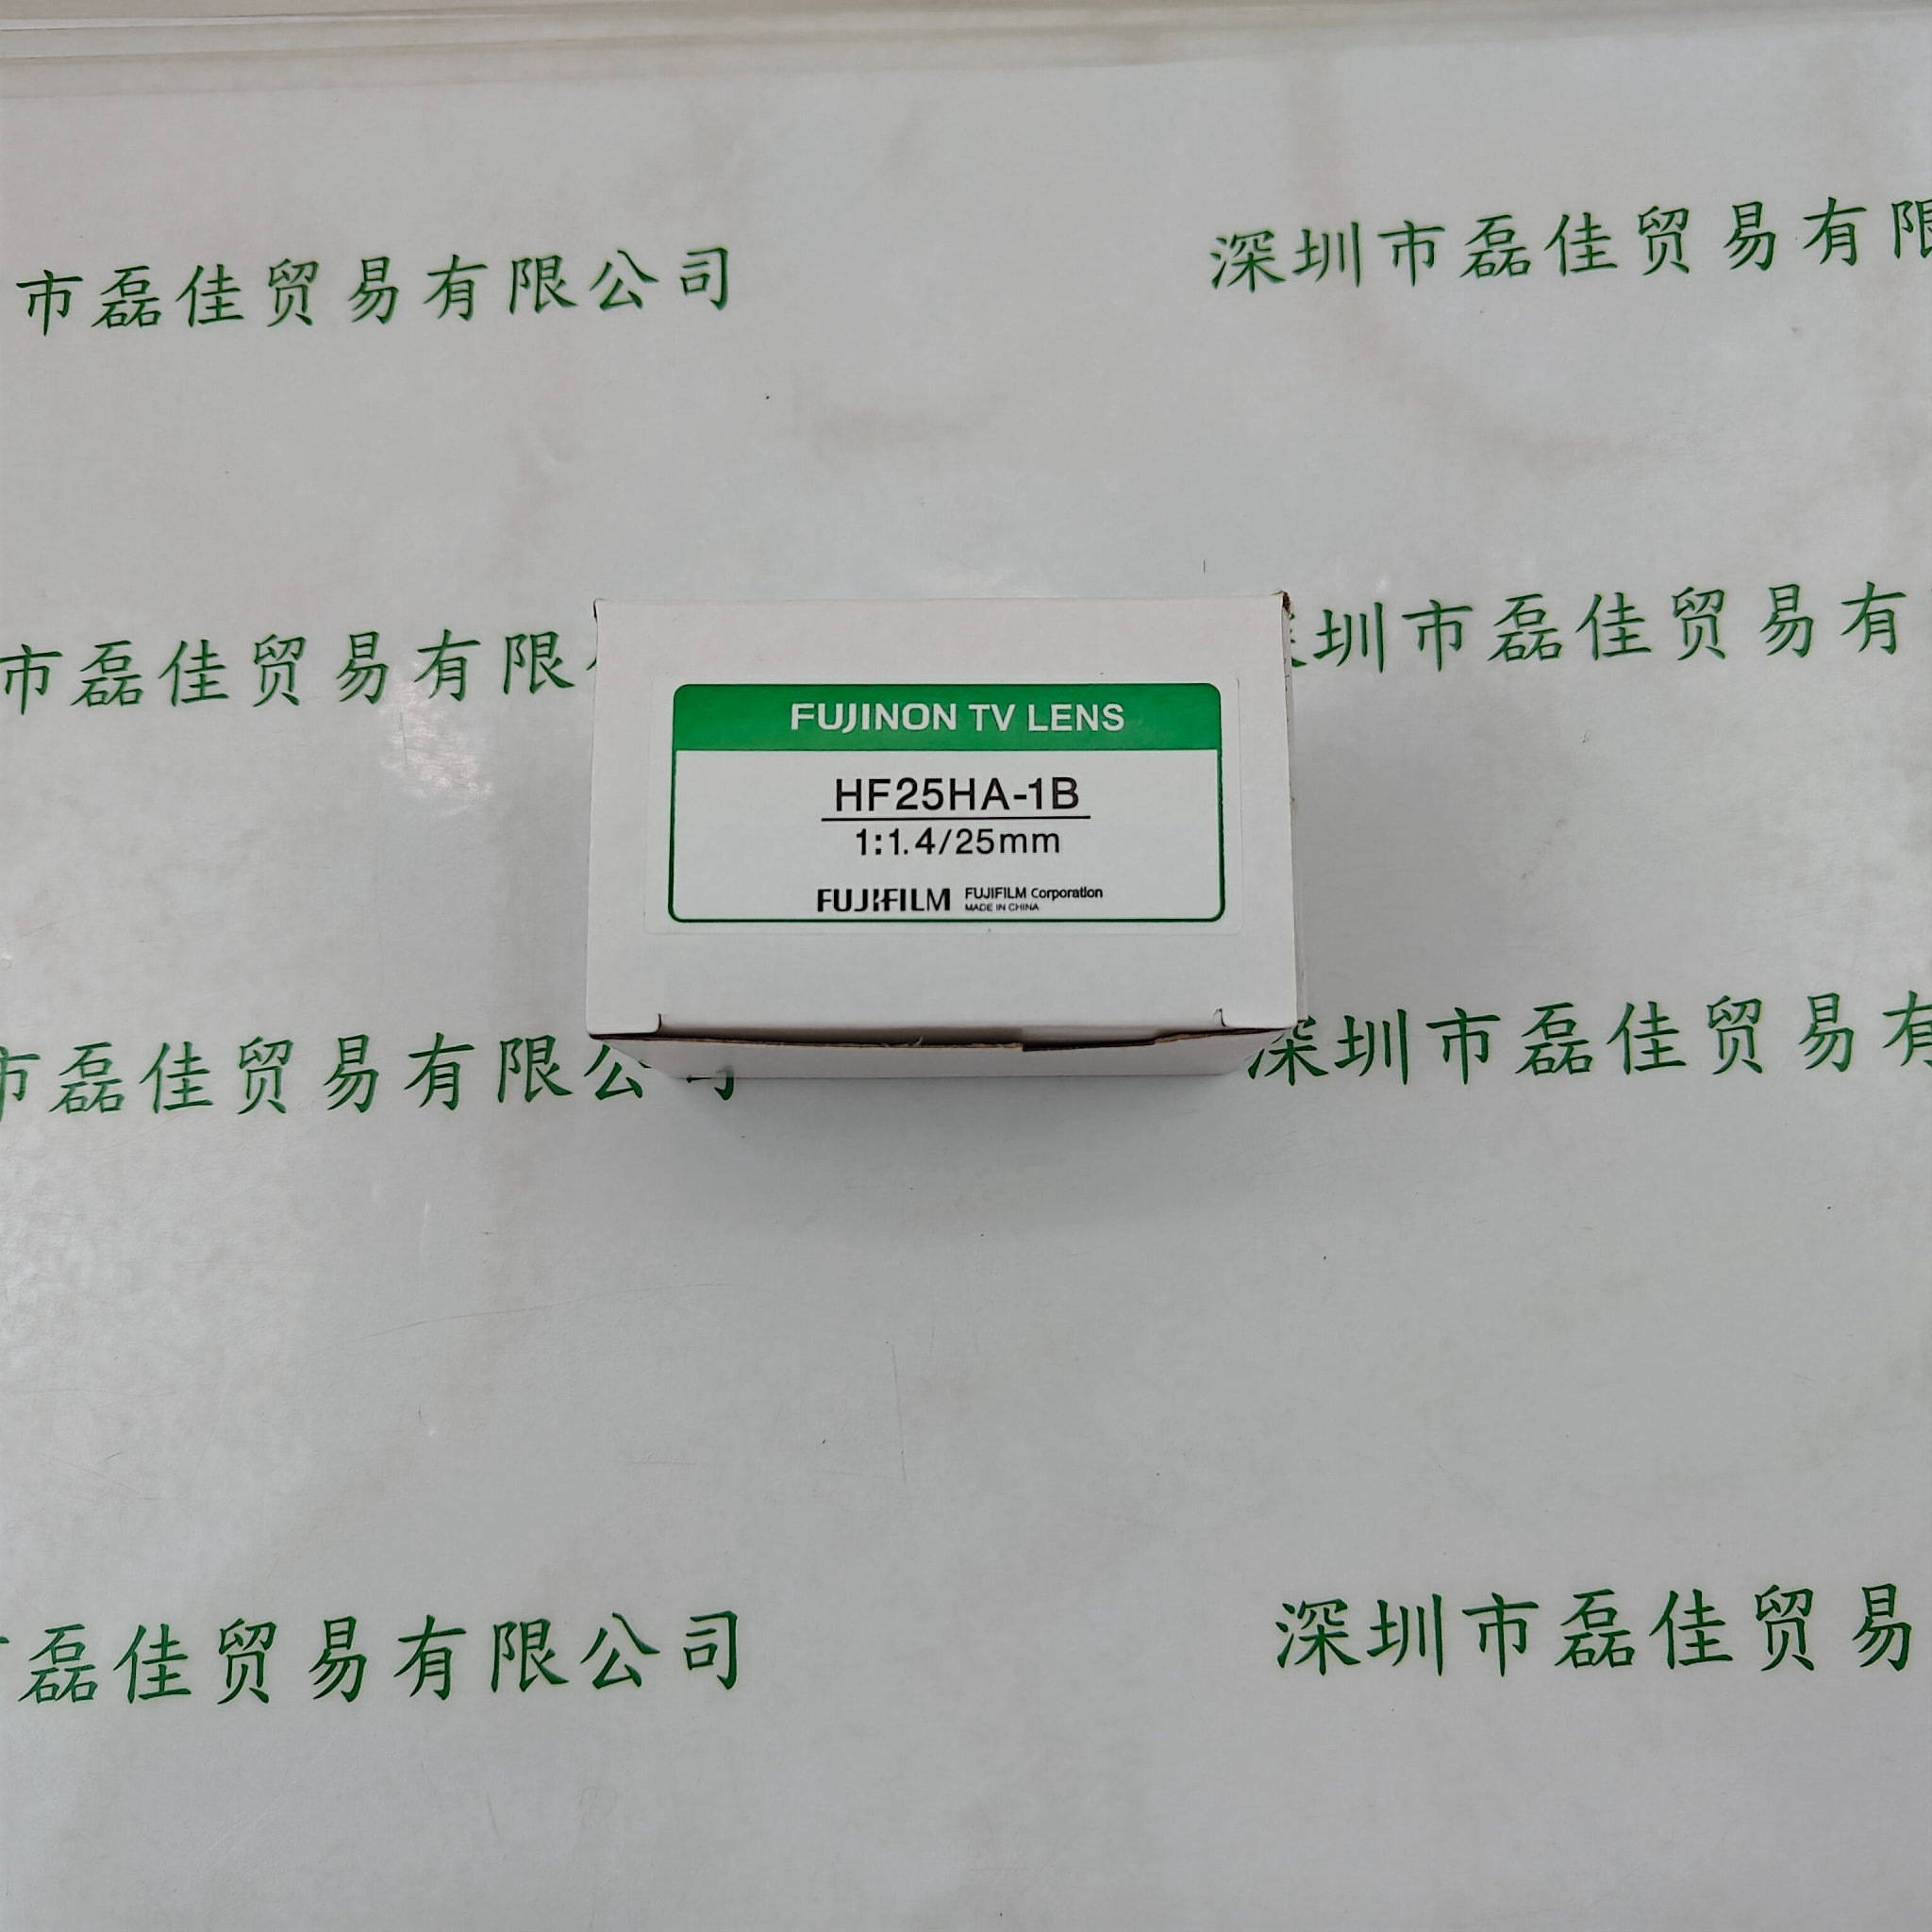 市磊佳贸易有限公司
深圳市磊佳贸易有限
市磊佳贸易有限
圳市磊佳贸易有
FUJINON TV LENS
HF25HA-1B
1:1.4/25mm
FUJIFILM
FUJIFILM Corporation
MADE IN CHINA
市磊佳贸易有限公司
深圳市磊佳贸易有
磊佳贸易有限公司
深圳市磊佳贸易